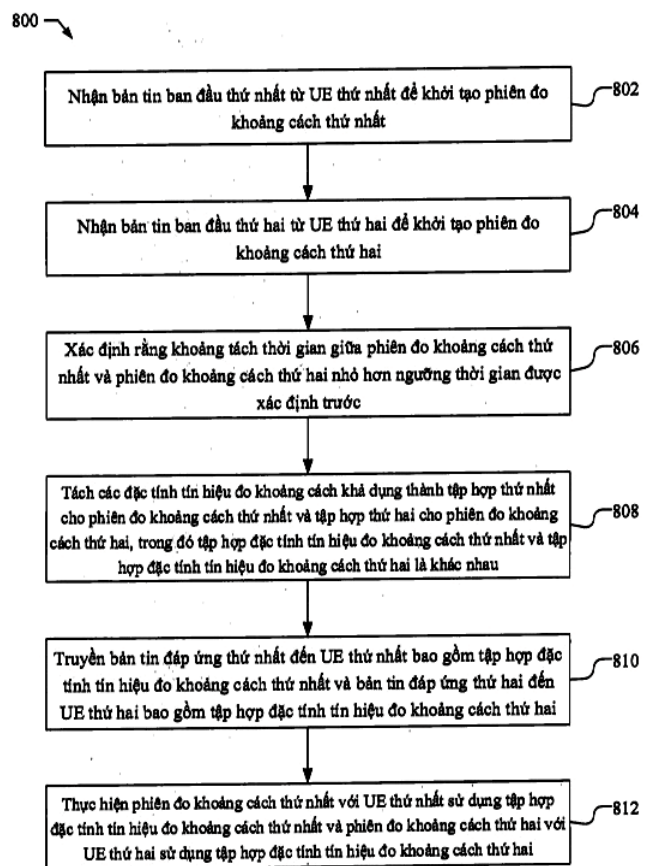 800
Nhận bản tin ban đầu thứ nhất từ UE thứ nhất để khởi tạo phiên đo
khoảng cách thứ nhất
802
Nhận bản tin ban đầu thứ hai từ UE thứ hai để khởi tạo phiên đo
khoảng cách thứ hai
804
Xác định rằng khoảng tách thời gian giữa phiên đo khoảng cách thứ
nhất và phiên đo khoảng cách thứ hai nhỏ hơn ngưỡng thời gian được
xác định trước
806
Tách các đặc tính tín hiệu đo khoảng cách khả dụng thành tập hợp thứ nhất
cho phiên đo khoảng cách thứ nhất và tập hợp thứ hai cho phiên đo khoảng
cách thứ hai, trong đó tập hợp đặc tính tín hiệu đo khoảng cách thứ nhất và tập
hợp đặc tính tín hiệu đo khoảng cách thứ hai là khác nhau
808
Truyền bản tin đáp ứng thứ nhất đến UE thứ nhất bao gồm tập hợp đặc
tính tín hiệu đo khoảng cách thứ nhất và bản tin đáp ứng thứ hai đến
UE thứ hai bao gồm tập hợp đặc tính tín hiệu đo khoảng cách thứ hai
810
Thực hiện phiên đo khoảng cách thứ nhất với UE thứ nhất sử dụng tập hợp
đặc tính tín hiệu đo khoảng cách thứ nhất và phiên đo khoảng cách thứ hai với
UE thứ hai sử dụng tập hợp đặc tính tín hiệu đo khoảng cách thứ hai
812